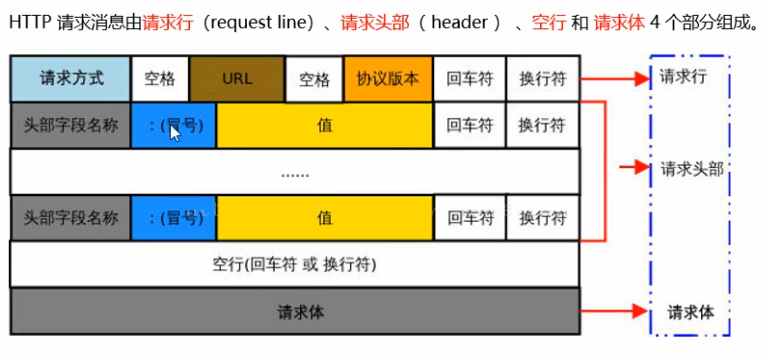 HTTP 请求消息由请求行（request line）、请求头部（ header ） 、空行 和 请求体 4 个部分组成。
请求方式 空格 URL 空格 协议版本 回车符 换行符 请求行
头部字段名称 : (冒号) 值 回车符 换行符
...... 请求头部
头部字段名称 : (冒号) 值 回车符 换行符
空行(回车符 或 换行符)
请求体 请求体